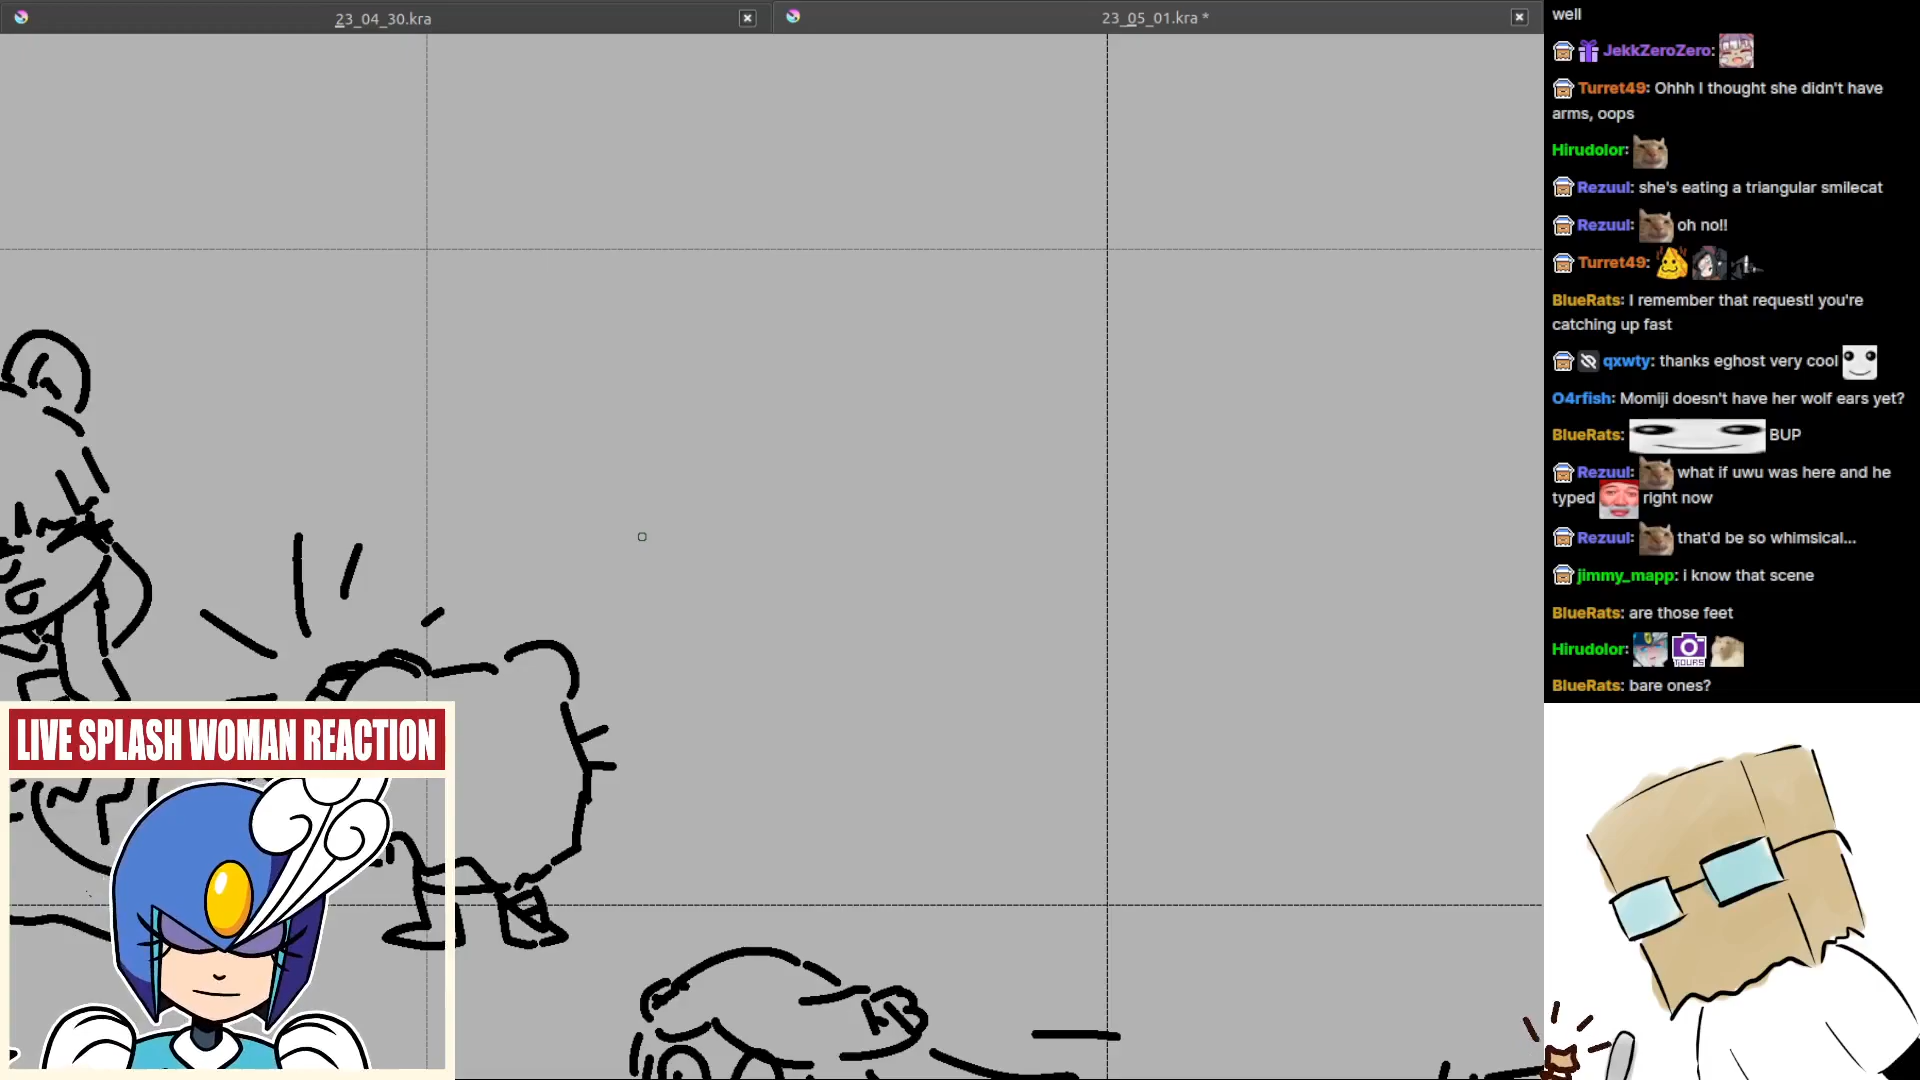 23_04_30.kra
23_05_01.kra *
well
JekkZeroZero:
Turret49: Ohhh I thought she didn't have
arms, oops
Hirudolor:
Rezuul: she's eating a triangular smilecat
Rezuul: oh no!!
Turret49:
BlueRats: I remember that request! you're
catching up fast
qxwty: thanks eghost very cool
O4rfish: Momiji doesn't have her wolf ears yet?
BlueRats: BUP
Rezuul: what if uwu was here and he
typed right now
Rezuul: that'd be so whimsical...
jimmy_mapp: i know that scene
BlueRats: are those feet
Hirudolor: TOURS
BlueRats: bare ones?
LIVE SPLASH WOMAN REACTION